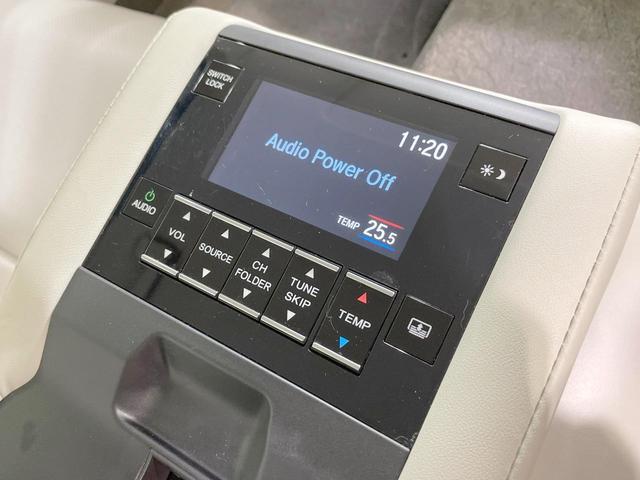 SWITCH
LOCK
11:20
Audio Power Off
TEMP 25.5
AUDIO
VOL
SOURCE
CH
FOLDER
TUNE
SKIP
TEMP